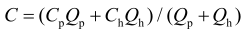 C = (CpQp + ChQh) / (Qp + Qh)